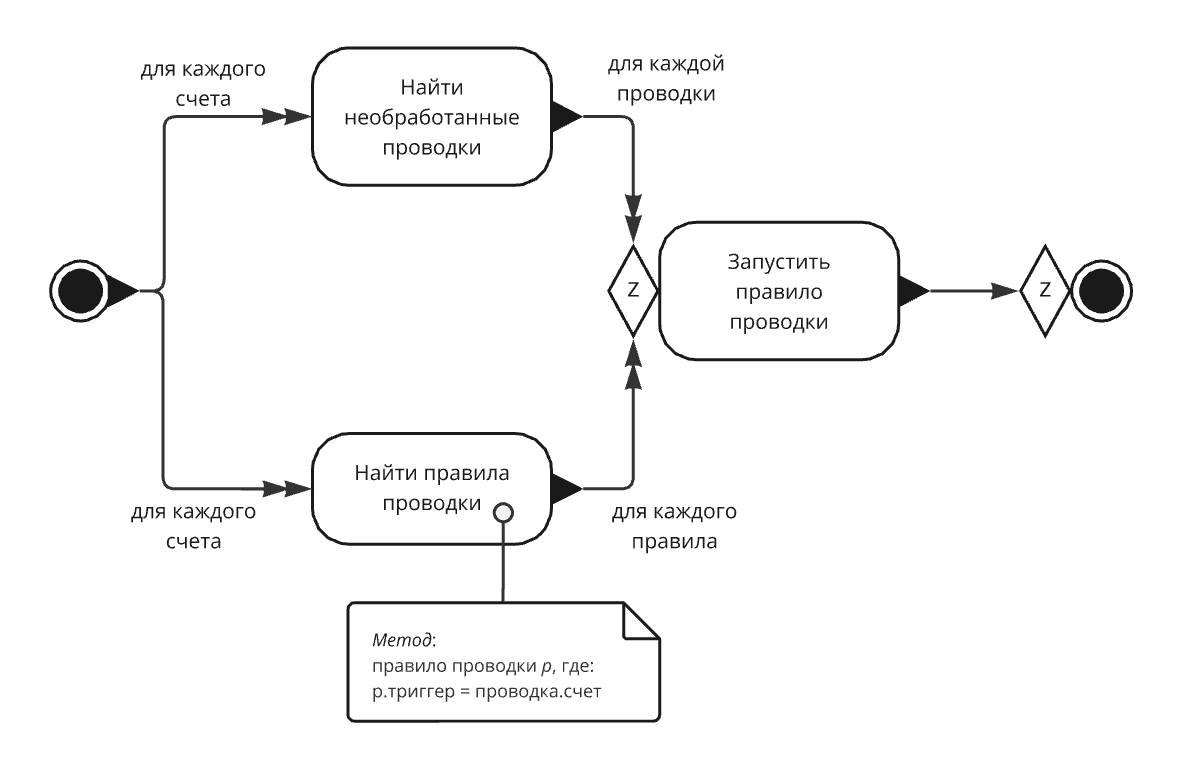 для каждого
счета
Найти
необработанные
проводки
для каждой
проводки
Z
Запустить
правило
проводки
Z
Найти правила
проводки
для каждого
счета
для каждого
правила
Метод:
правило проводки p, где:
р.триггер = проводка.счет